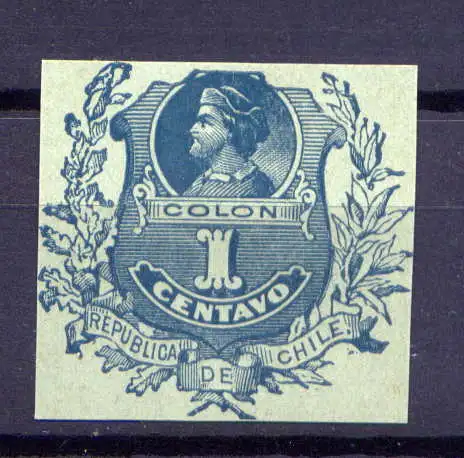 COLON
1
CENTAVO
REPUBLICA DE CHILE.